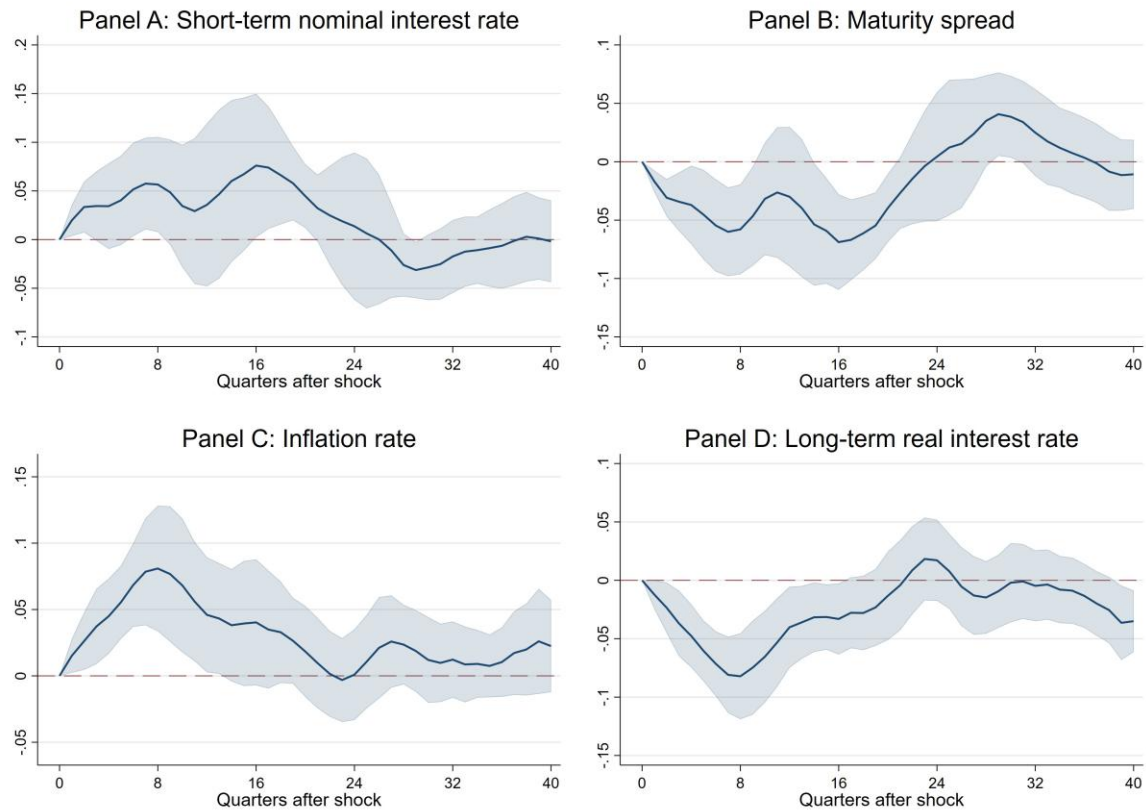 Panel A: Short-term nominal interest rate
.2
.15
.1
.05
0
-.05
-.1
0 8 16 24 32 40
Quarters after shock
Panel B: Maturity spread
.1
.05
0
-.05
-.1
-.15
0 8 16 24 32 40
Quarters after shock
Panel C: Inflation rate
.15
.1
.05
0
-.05
0 8 16 24 32 40
Quarters after shock
Panel D: Long-term real interest rate
.1
.05
0
-.05
-.1
-.15
0 8 16 24 32 40
Quarters after shock